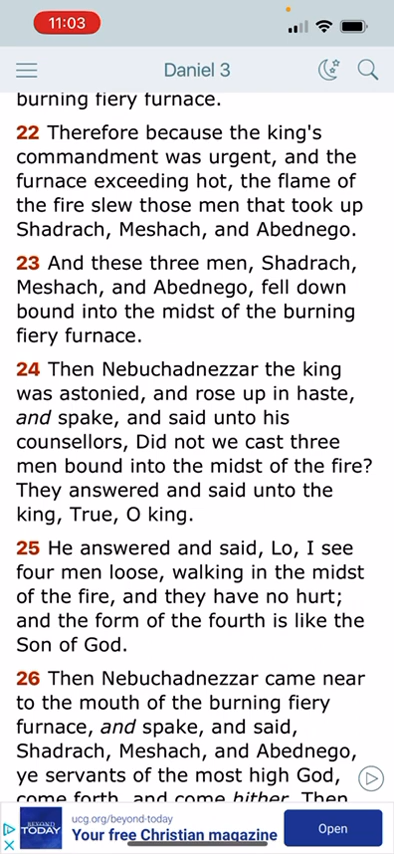 11:03
Daniel 3
burning fiery furnace.
22 Therefore because the king's
commandment was urgent, and the
furnace exceeding hot, the flame of
the fire slew those men that took up
Shadrach, Meshach, and Abednego.
23 And these three men, Shadrach,
Meshach, and Abednego, fell down
bound into the midst of the burning
fiery furnace.
24 Then Nebuchadnezzar the king
was astonied, and rose up in haste,
and spake, and said unto his
counsellors, Did not we cast three
men bound into the midst of the fire?
They answered and said unto the
king, True, O king.
25 He answered and said, Lo, I see
four men loose, walking in the midst
of the fire, and they have no hurt;
and the form of the fourth is like the
Son of God.
26 Then Nebuchadnezzar came near
to the mouth of the burning fiery
furnace, and spake, and said,
Shadrach, Meshach, and Abednego,
ye servants of the most high God,
come forth, and come hither. Then
BEYOND
TODAY
ucg.org/beyond-today
Your free Christian magazine
Open